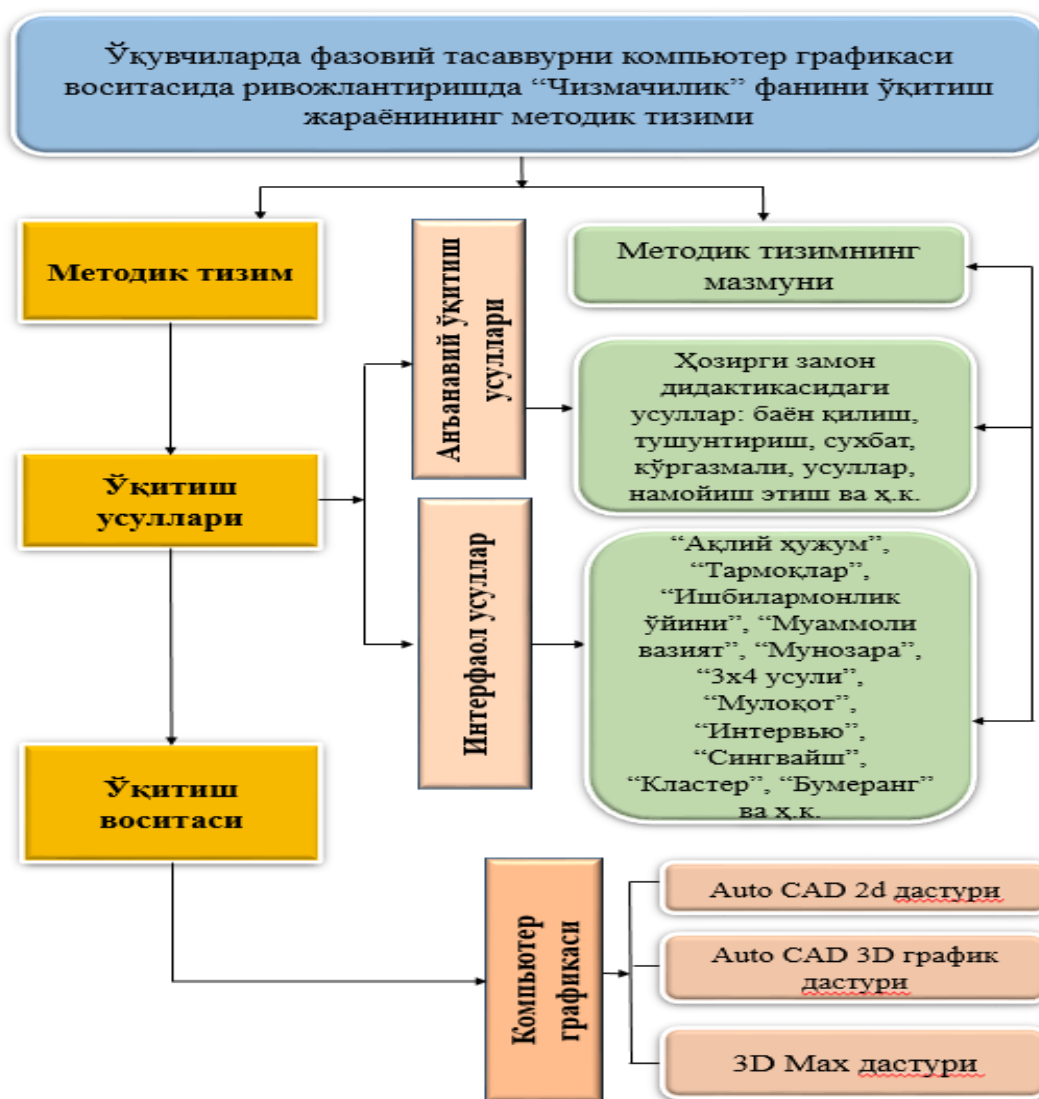 Ўқувчиларда фазовий тасаввурни компьютер графикаси
воситасида ривожлантиришда “Чизмачилик” фанини ўқитиш
жараёнининг методик тизими
Методик тизим
Анъанавий ўқитиш
усуллари
Методик тизимнинг
мазмуни
Ҳозирги замон
дидактикасидаги
усуллар: баён қилиш,
тушунтириш, сухбат,
кўргазмали, усуллар,
намойиш этиш ва ҳ.к.
Ўқитиш
усуллари
Интерфаол усуллар
“Ақлий ҳужум”,
“Тармоқлар”,
“Ишбилармонлик
ўйини”, “Муаммоли
вазият”, “Мунозара”,
“3x4 усули”,
“Мулоқот”,
“Интервью”,
“Сингвайш”,
“Кластер”, “Бумеранг”
ва ҳ.к.
Ўқитиш
воситаси
Компьютер
графикаси
Auto CAD 2d дастури
Auto CAD 3D график
дастури
3D Max дастури